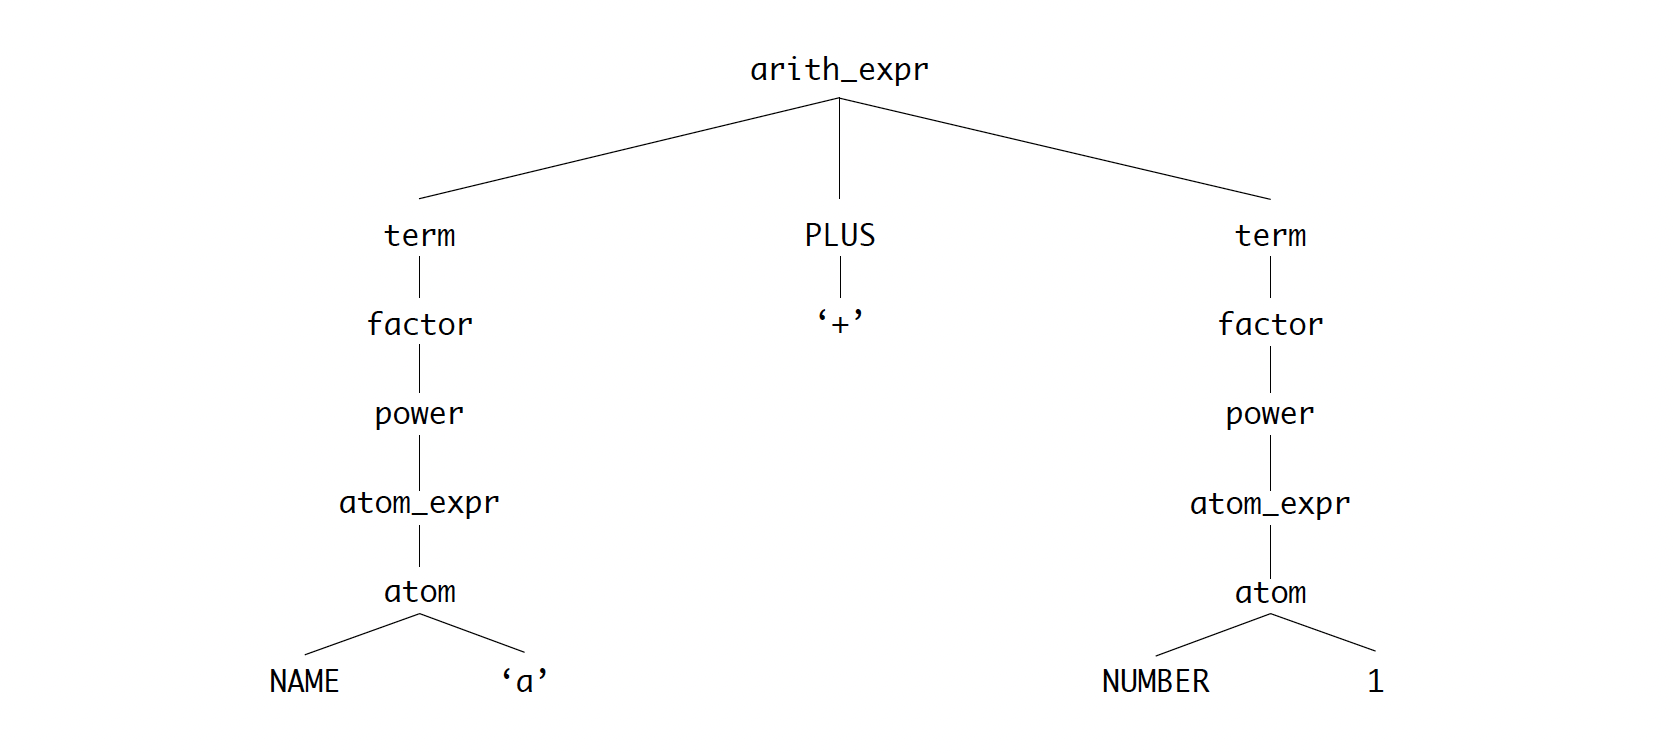 arith_expr
term PLUS term
factor ‘+’ factor
power power
atom_expr atom_expr
atom atom
NAME ‘a’ NUMBER 1